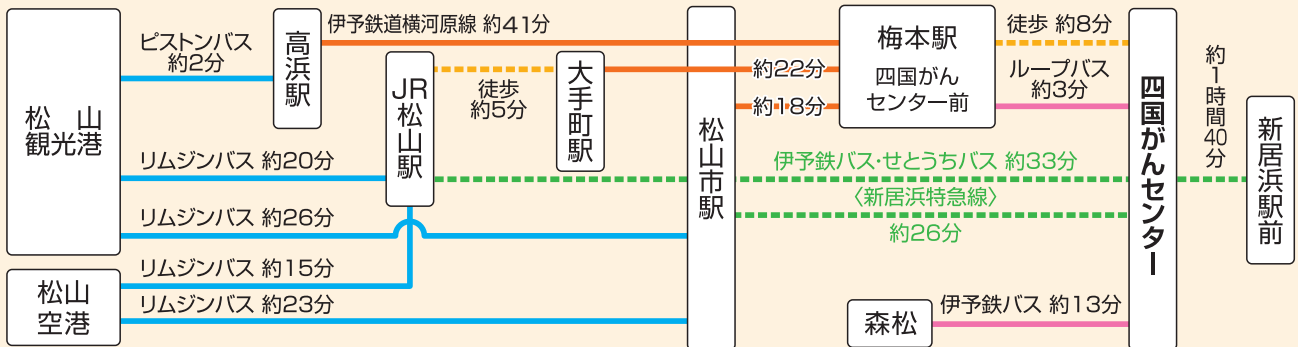 松山
観光港
ピストンバス
約2分
高浜駅
伊予鉄道横河原線 約41分
JR松山駅
徒歩
約5分
大手町駅
約22分
約18分
松山市駅
梅本駅
四国がん
センター前
徒歩 約8分
ループバス
約3分
四国がんセンター
約1時間40分
新居浜駅前
リムジンバス 約20分
伊予鉄バス・せとうちバス 約33分
〈新居浜特急線〉
約26分
リムジンバス 約26分
松山
空港
リムジンバス 約15分
リムジンバス 約23分
森松
伊予鉄バス 約13分